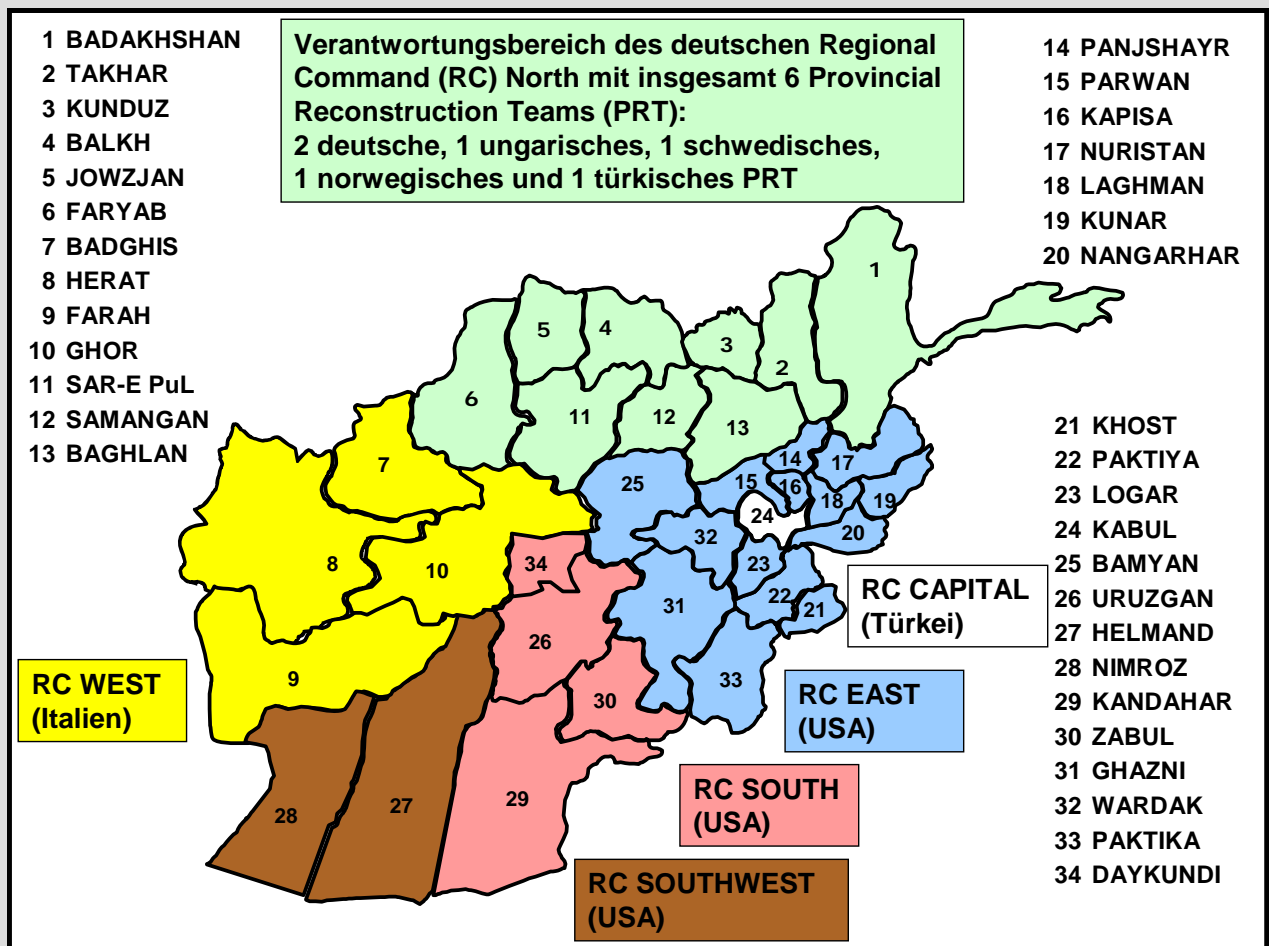 1 BADAKHSHAN
2 TAKHAR
3 KUNDUZ
4 BALKH
5 JOWZJAN
6 FARYAB
7 BADGHIS
8 HERAT
9 FARAH
10 GHOR
11 SAR-E PuL
12 SAMANGAN
13 BAGHLAN
Verantwortungsbereich des deutschen Regional
Command (RC) North mit insgesamt 6 Provincial
Reconstruction Teams (PRT):
2 deutsche, 1 ungarisches, 1 schwedisches,
1 norwegisches und 1 türkisches PRT
14 PANJSHAYR
15 PARWAN
16 KAPISA
17 NURISTAN
18 LAGHMAN
19 KUNAR
20 NANGARHAR
21 KHOST
22 PAKTIYA
23 LOGAR
24 KABUL
25 BAMYAN
26 URUZGAN
27 HELMAND
28 NIMROZ
29 KANDAHAR
30 ZABUL
31 GHAZNI
32 WARDAK
33 PAKTIKA
34 DAYKUNDI
1
5
4
3
2
6
11
12
13
7
25
15
14
16
17
18
19
24
20
32
8
10
34
23
22
21
31
26
9
33
30
28
27
29
RC CAPITAL
(Türkei)
RC WEST
(Italien)
RC EAST
(USA)
RC SOUTH
(USA)
RC SOUTHWEST
(USA)